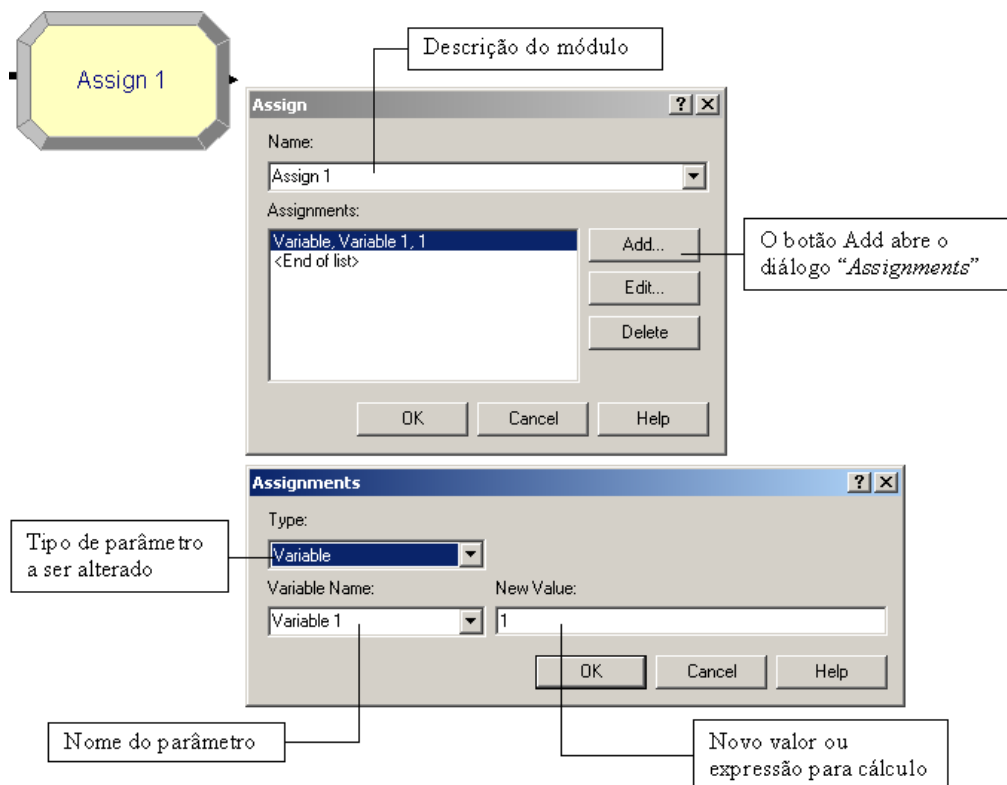 Assign 1
Descrição do módulo
Assign
Name:
Assign 1
Assignments:
Variable, Variable 1, 1
<End of list>
Add...
Edit...
Delete
OK
Cancel
Help
O botão Add abre o
diálogo “Assignments”
Assignments
Type:
Variable
Variable Name:
New Value:
Variable 1
1
OK
Cancel
Help
Tipo de parâmetro
a ser alterado
Nome do parâmetro
Novo valor ou
expressão para cálculo